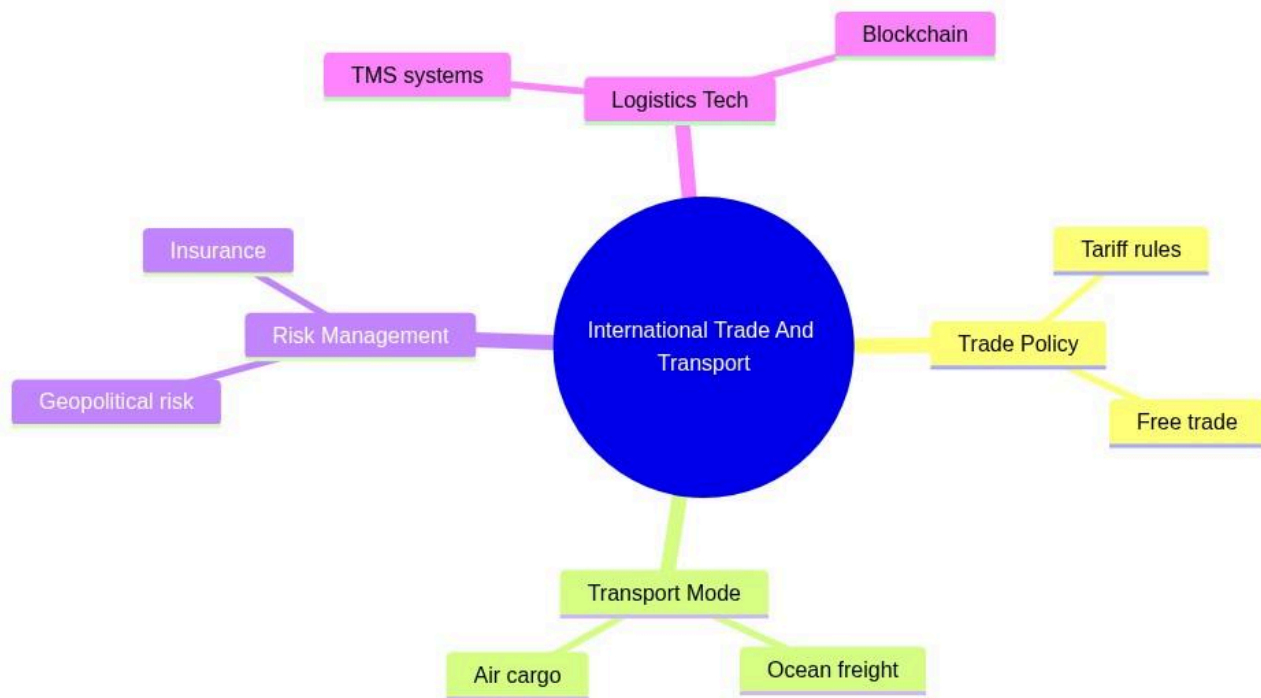 Blockchain
TMS systems
Logistics Tech
Insurance
Tariff rules
Risk Management
International Trade And
Transport
Trade Policy
Geopolitical risk
Free trade
Transport Mode
Air cargo
Ocean freight